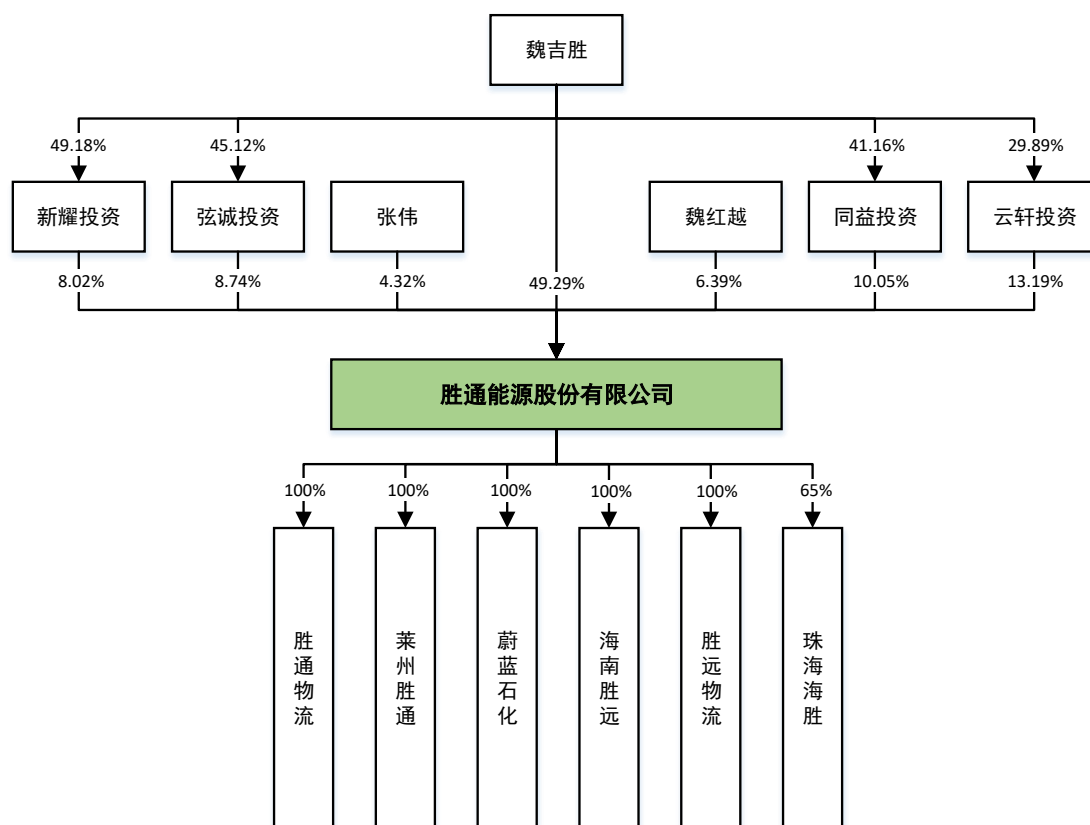 魏吉胜
49.18%
45.12%
41.16%
29.89%
新耀投资
弦诚投资
张伟
魏红越
同益投资
云轩投资
8.02%
8.74%
4.32%
49.29%
6.39%
10.05%
13.19%
胜通能源股份有限公司
100%
100%
100%
100%
100%
65%
胜通物流
莱州胜通
蔚蓝石化
海南胜远
胜远物流
珠海海胜